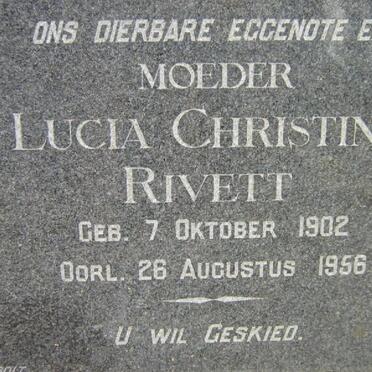 ONS DIERBARE EGGENOTE E
MOEDER
LUCIA CHRISTIN
RIVETT
GEB. 7 OKTOBER 1902
OORL. 26 AUGUSTUS 1956
U WIL GESKIED.